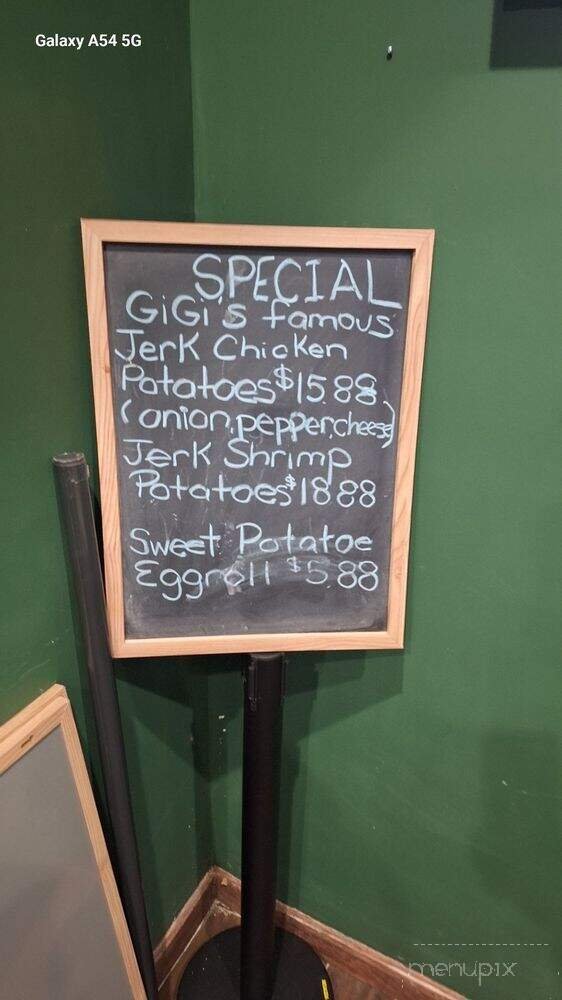 Galaxy A54 5G
SPECIAL
GiGi's famous
Jerk Chicken
Potatoes $15.88
(onion, pepper, cheese)
Jerk Shrimp
Potatoes $18.88
Sweet Potatoe
Eggroll $5.88
menupix